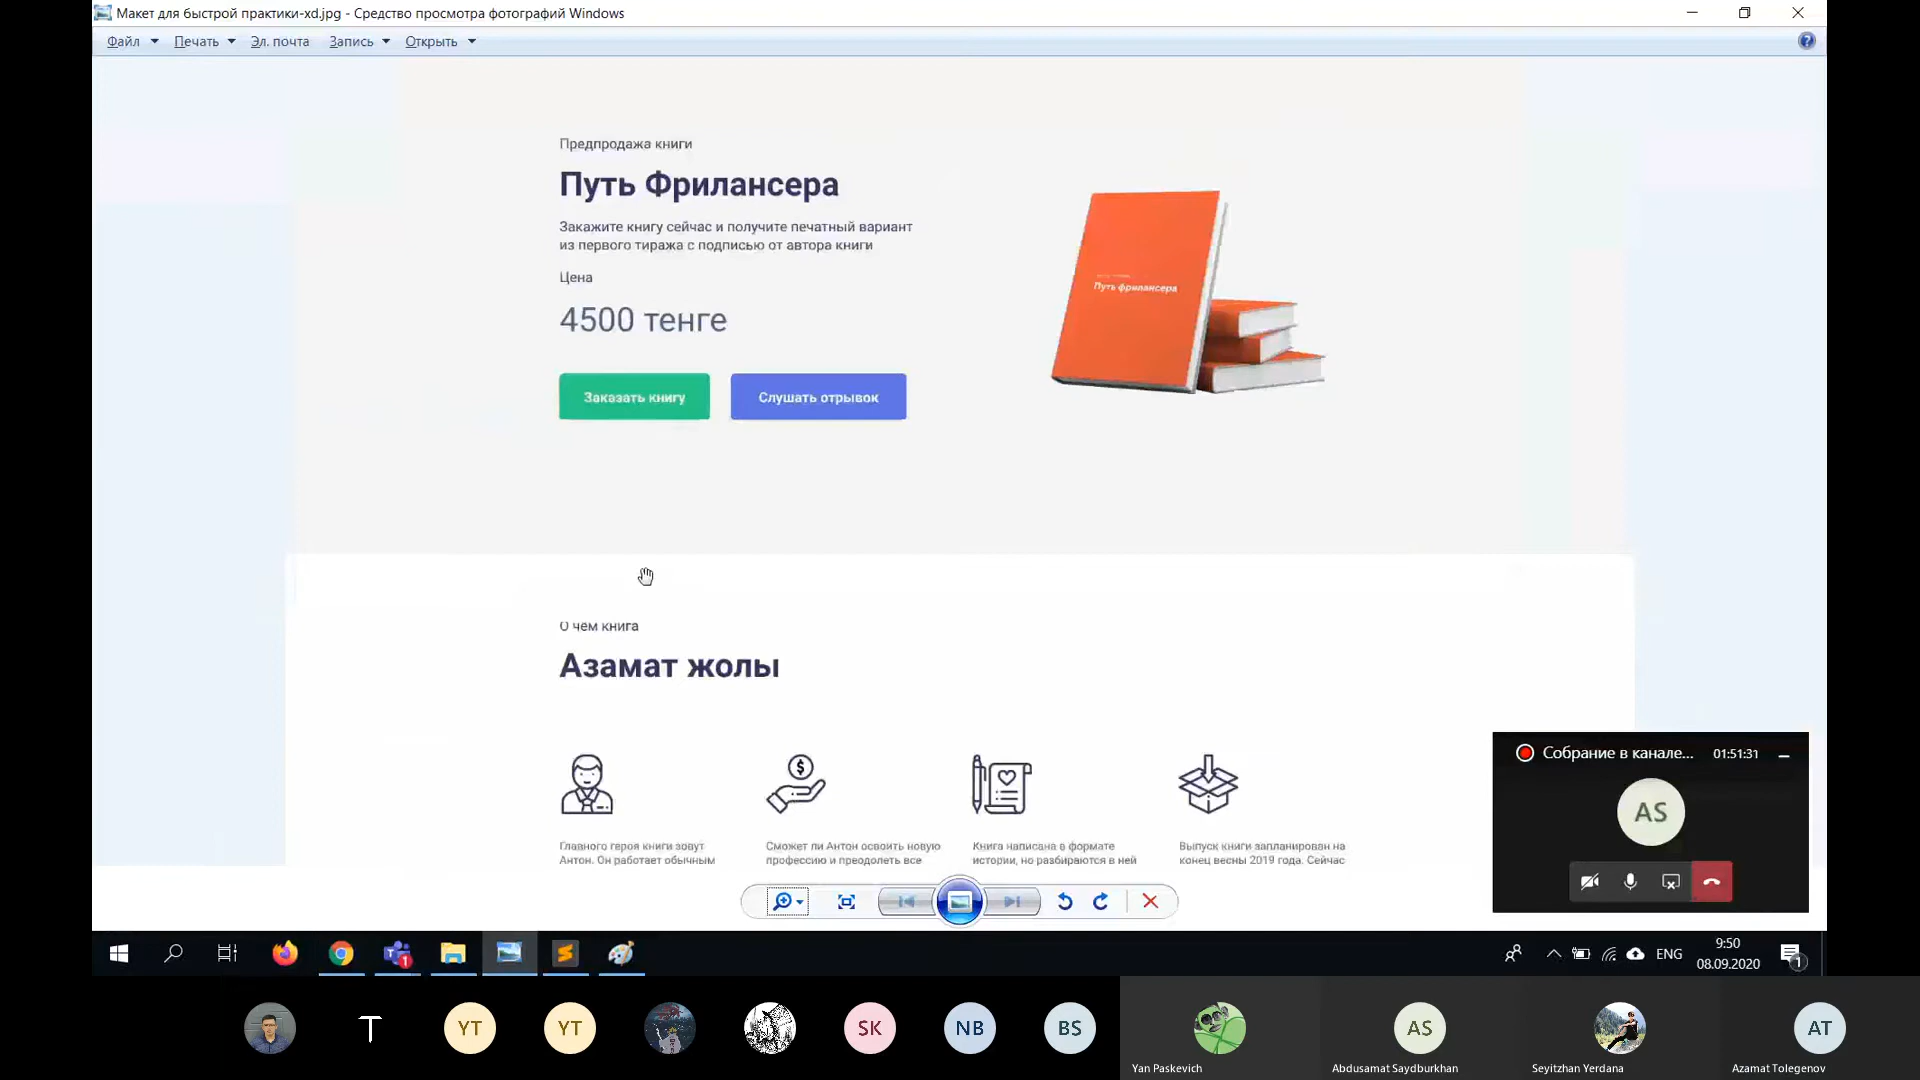 Макет для быстрой практики-xd.jpg - Средство просмотра фотографий Windows
Файл Печать Эл. почта Запись Открыть
Предпродажа книги
Путь Фрилансера
Закажите книгу сейчас и получите печатный вариант
из первого тиража с подписью от автора книги
Цена
4500 тенге
Заказать книгу Слушать отрывок
Путь фрилансера
О чем книга
Азамат жолы
Главного героя книги зовут
Антон. Он работает обычным
Сможет ли Антон освоить новую
профессию и преодолеть все
Книга написана в формате
истории, но разбираются в ней
Выпуск книги запланирован на
конец весны 2019 года. Сейчас
Собрание в канале... 01:51:31
AS
1
ENG
9:50
08.09.2020
1
T YT YT SK NB BS AS AT
Yan Paskevich Abdusamat Saydburkhan Seyitzhan Yerdana Azamat Tolegenov